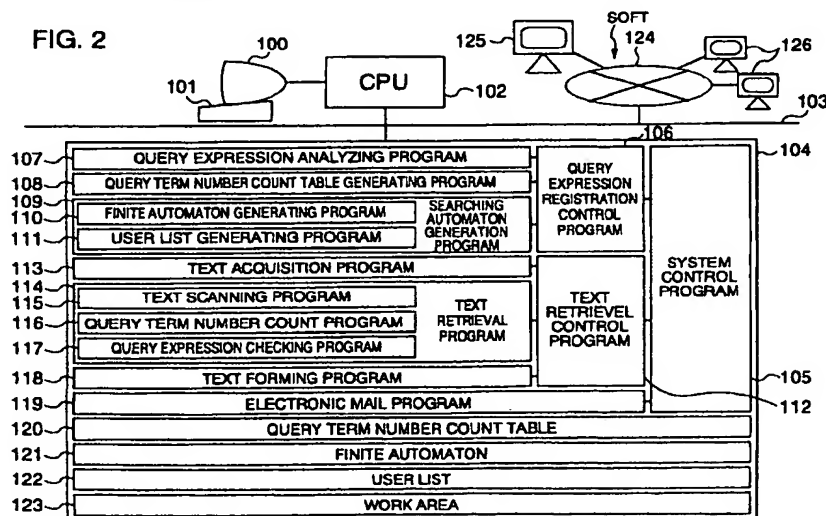 FIG. 2
100
101
CPU
102
SOFT
125
124
126
103
106
107
QUERY EXPRESSION ANALYZING PROGRAM
108
QUERY TERM NUMBER COUNT TABLE GENERATING PROGRAM
109
110
FINITE AUTOMATON GENERATING PROGRAM
111
USER LIST GENERATING PROGRAM
SEARCHING
AUTOMATON
GENERATION
PROGRAM
QUERY
EXPRESSION
REGISTRATION
CONTROL
PROGRAM
104
SYSTEM
CONTROL
PROGRAM
113
TEXT ACQUISITION PROGRAM
114
115
TEXT SCANNING PROGRAM
116
QUERY TERM NUMBER COUNT PROGRAM
117
QUERY EXPRESSION CHECKING PROGRAM
TEXT
RETRIEVAL
PROGRAM
TEXT
RETRIEVEL
CONTROL
PROGRAM
118
TEXT FORMING PROGRAM
105
119
ELECTRONIC MAIL PROGRAM
112
120
QUERY TERM NUMBER COUNT TABLE
121
FINITE AUTOMATON
122
USER LIST
123
WORK AREA